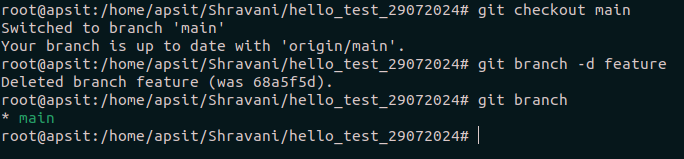 root@apsit:/home/apsit/Shravani/hello_test_29072024# git checkout main
Switched to branch 'main'
Your branch is up to date with 'origin/main'.
root@apsit:/home/apsit/Shravani/hello_test_29072024# git branch -d feature
Deleted branch feature (was 68a5f5d).
root@apsit:/home/apsit/Shravani/hello_test_29072024# git branch
* main
root@apsit:/home/apsit/Shravani/hello_test_29072024#